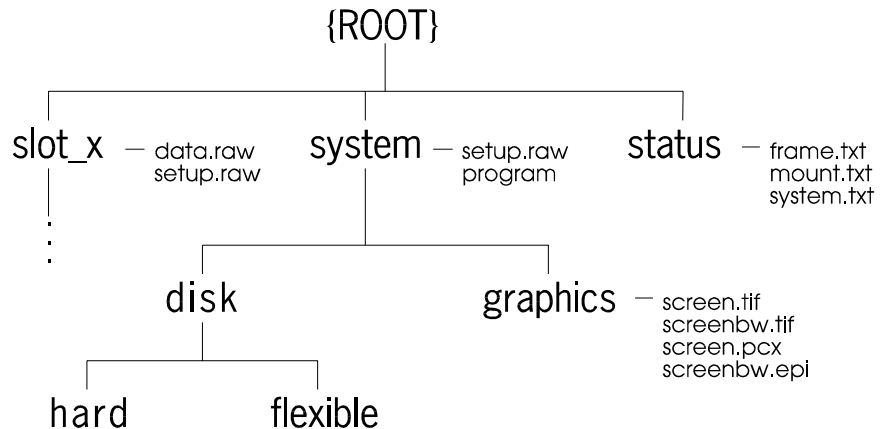 {ROOT}
slot_x – data.raw
setup.raw
system – setup.raw
program
status – frame.txt
mount.txt
system.txt
disk
graphics – screen.tif
screenbw.tif
screen.pcx
screenbw.epi
hard
flexible